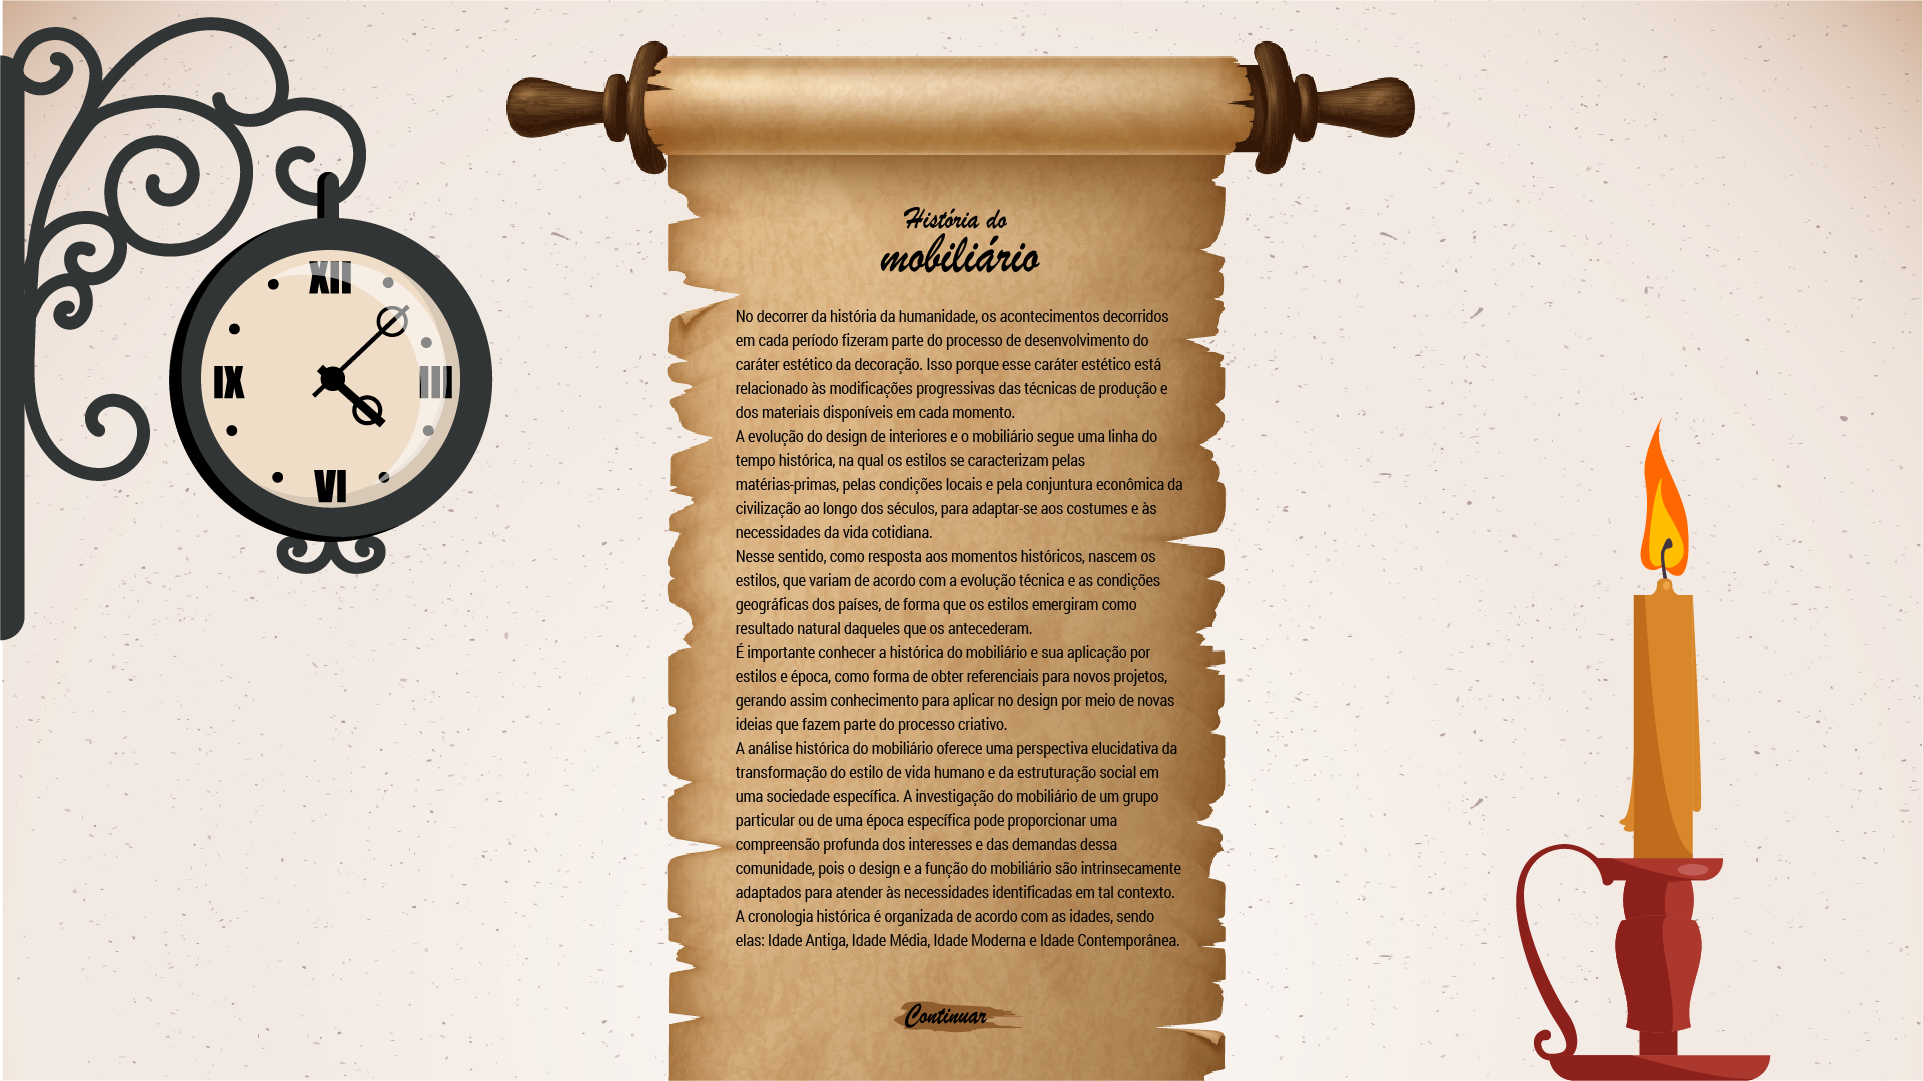 XII
III
VI
IX
História do
mobiliário
No decorrer da história da humanidade, os acontecimentos decorridos
em cada período fizeram parte do processo de desenvolvimento do
caráter estético da decoração. Isso porque esse caráter estético está
relacionado às modificações progressivas das técnicas de produção e
dos materiais disponíveis em cada momento.
A evolução do design de interiores e o mobiliário segue uma linha do
tempo histórica, na qual os estilos se caracterizam pelas
matérias-primas, pelas condições locais e pela conjuntura econômica da
civilização ao longo dos séculos, para adaptar-se aos costumes e às
necessidades da vida cotidiana.
Nesse sentido, como resposta aos momentos históricos, nascem os
estilos, que variam de acordo com a evolução técnica e as condições
geográficas dos países, de forma que os estilos emergiram como
resultado natural daqueles que os antecederam.
É importante conhecer a histórica do mobiliário e sua aplicação por
estilos e época, como forma de obter referenciais para novos projetos,
gerando assim conhecimento para aplicar no design por meio de novas
ideias que fazem parte do processo criativo.
A análise histórica do mobiliário oferece uma perspectiva elucidativa da
transformação do estilo de vida humano e da estruturação social em
uma sociedade específica. A investigação do mobiliário de um grupo
particular ou de uma época específica pode proporcionar uma
compreensão profunda dos interesses e das demandas dessa
comunidade, pois o design e a função do mobiliário são intrinsecamente
adaptados para atender às necessidades identificadas em tal contexto.
A cronologia histórica é organizada de acordo com as idades, sendo
elas: Idade Antiga, Idade Média, Idade Moderna e Idade Contemporânea.
Continuar